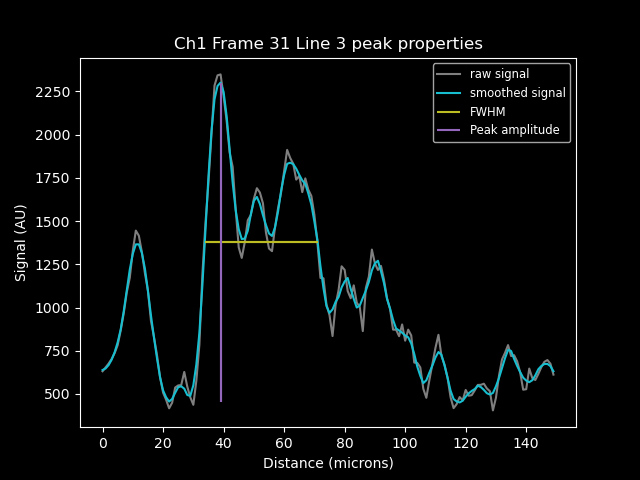 Ch1 Frame 31 Line 3 peak properties
raw signal
smoothed signal
FWHM
Peak amplitude
2250
2000
1750
1500
1250
1000
750
500
Signal (AU)
0 20 40 60 80 100 120 140
Distance (microns)